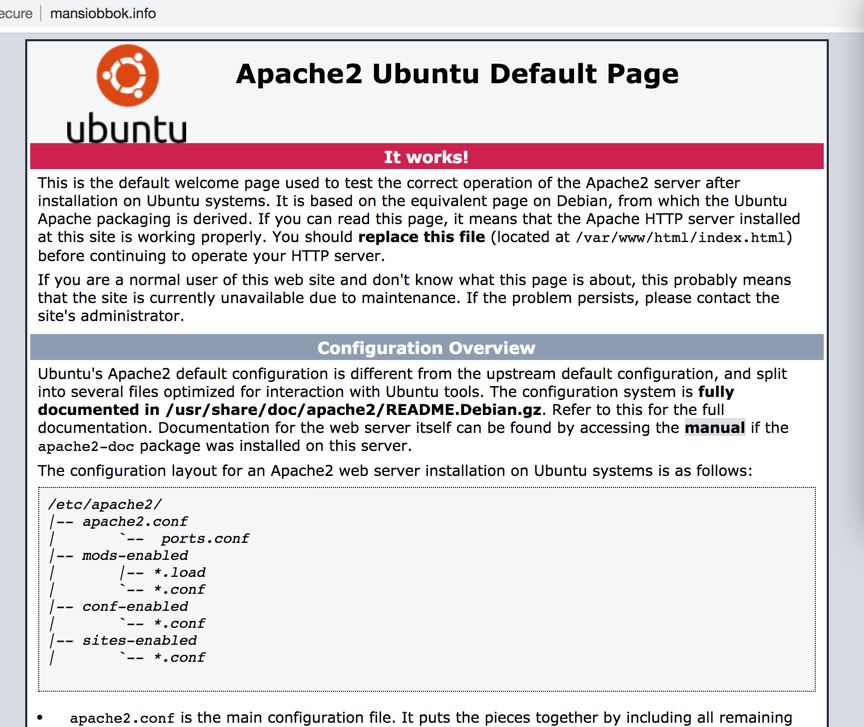 ecure | mansiobbok.info
ubuntu
Apache2 Ubuntu Default Page
It works!
This is the default welcome page used to test the correct operation of the Apache2 server after
installation on Ubuntu systems. It is based on the equivalent page on Debian, from which the Ubuntu
Apache packaging is derived. If you can read this page, it means that the Apache HTTP server installed
at this site is working properly. You should replace this file (located at /var/www/html/index.html)
before continuing to operate your HTTP server.
If you are a normal user of this web site and don't know what this page is about, this probably means
that the site is currently unavailable due to maintenance. If the problem persists, please contact the
site's administrator.
Configuration Overview
Ubuntu's Apache2 default configuration is different from the upstream default configuration, and split
into several files optimized for interaction with Ubuntu tools. The configuration system is fully
documented in /usr/share/doc/apache2/README.Debian.gz. Refer to this for the full
documentation. Documentation for the web server itself can be found by accessing the manual if the
apache2-doc package was installed on this server.
The configuration layout for an Apache2 web server installation on Ubuntu systems is as follows:
/etc/apache2/
|-- apache2.conf
|       `--  ports.conf
|-- mods-enabled
|       |-- *.load
|       `-- *.conf
|-- conf-enabled
|       `-- *.conf
|-- sites-enabled
|       `-- *.conf
• apache2.conf is the main configuration file. It puts the pieces together by including all remaining